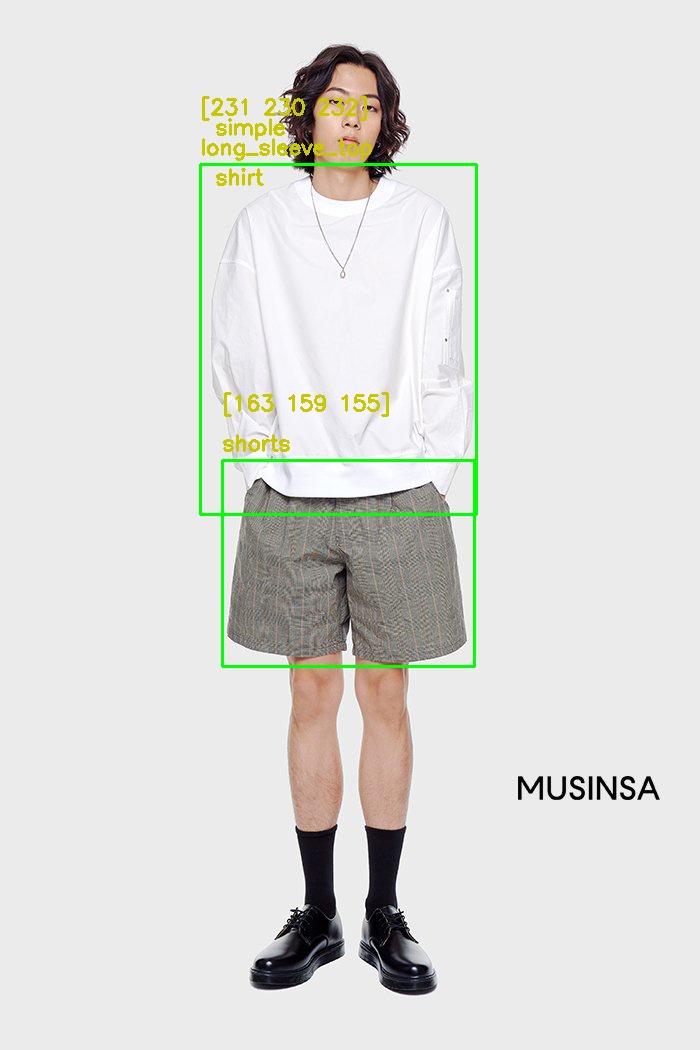 [231 230 232]
simple
long_sleeve_top
shirt
[163 159 155]
shorts
MUSINSA